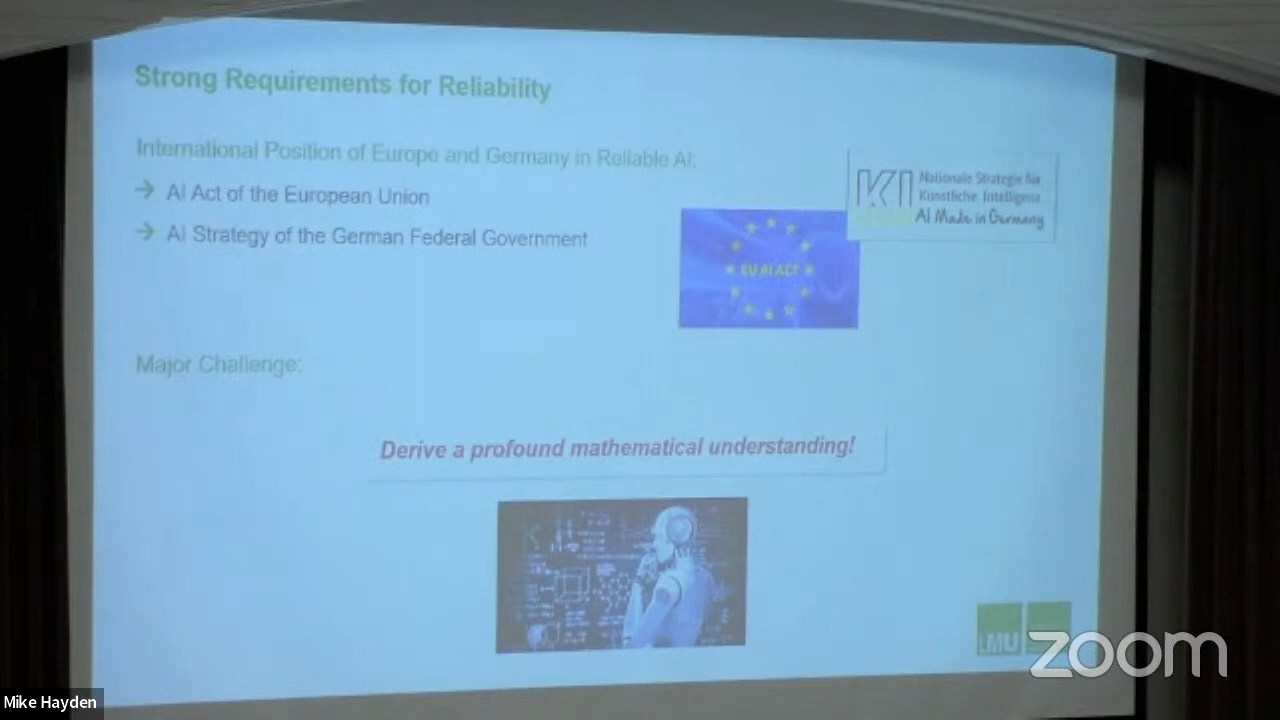 Strong Requirements for Reliability
International Position of Europe and Germany in Reliable AI:
→ AI Act of the European Union
→ AI Strategy of the German Federal Government
KI
Nationale Strategie für
Künstliche Intelligenz
AI Made in Germany
EU AI ACT
Major Challenge:
Derive a profound mathematical understanding!
LMU
zoom
Mike Hayden